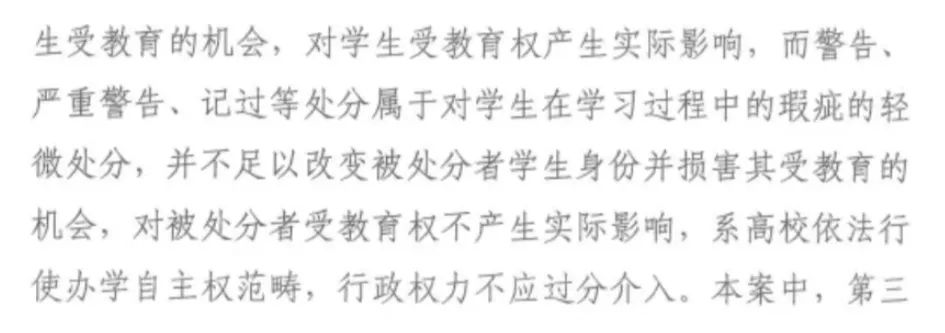 生受教育的机会，对学生受教育权产生实际影响，而警告、
严重警告、记过等处分属于对学生在学习过程中的瑕疵的轻
微处分，并不足以改变被处分者学生身份并损害其受教育的
机会，对被处分者受教育权不产生实际影响，系高校依法行
使办学自主权范畴，行政权力不应过分介入。本案中，第三